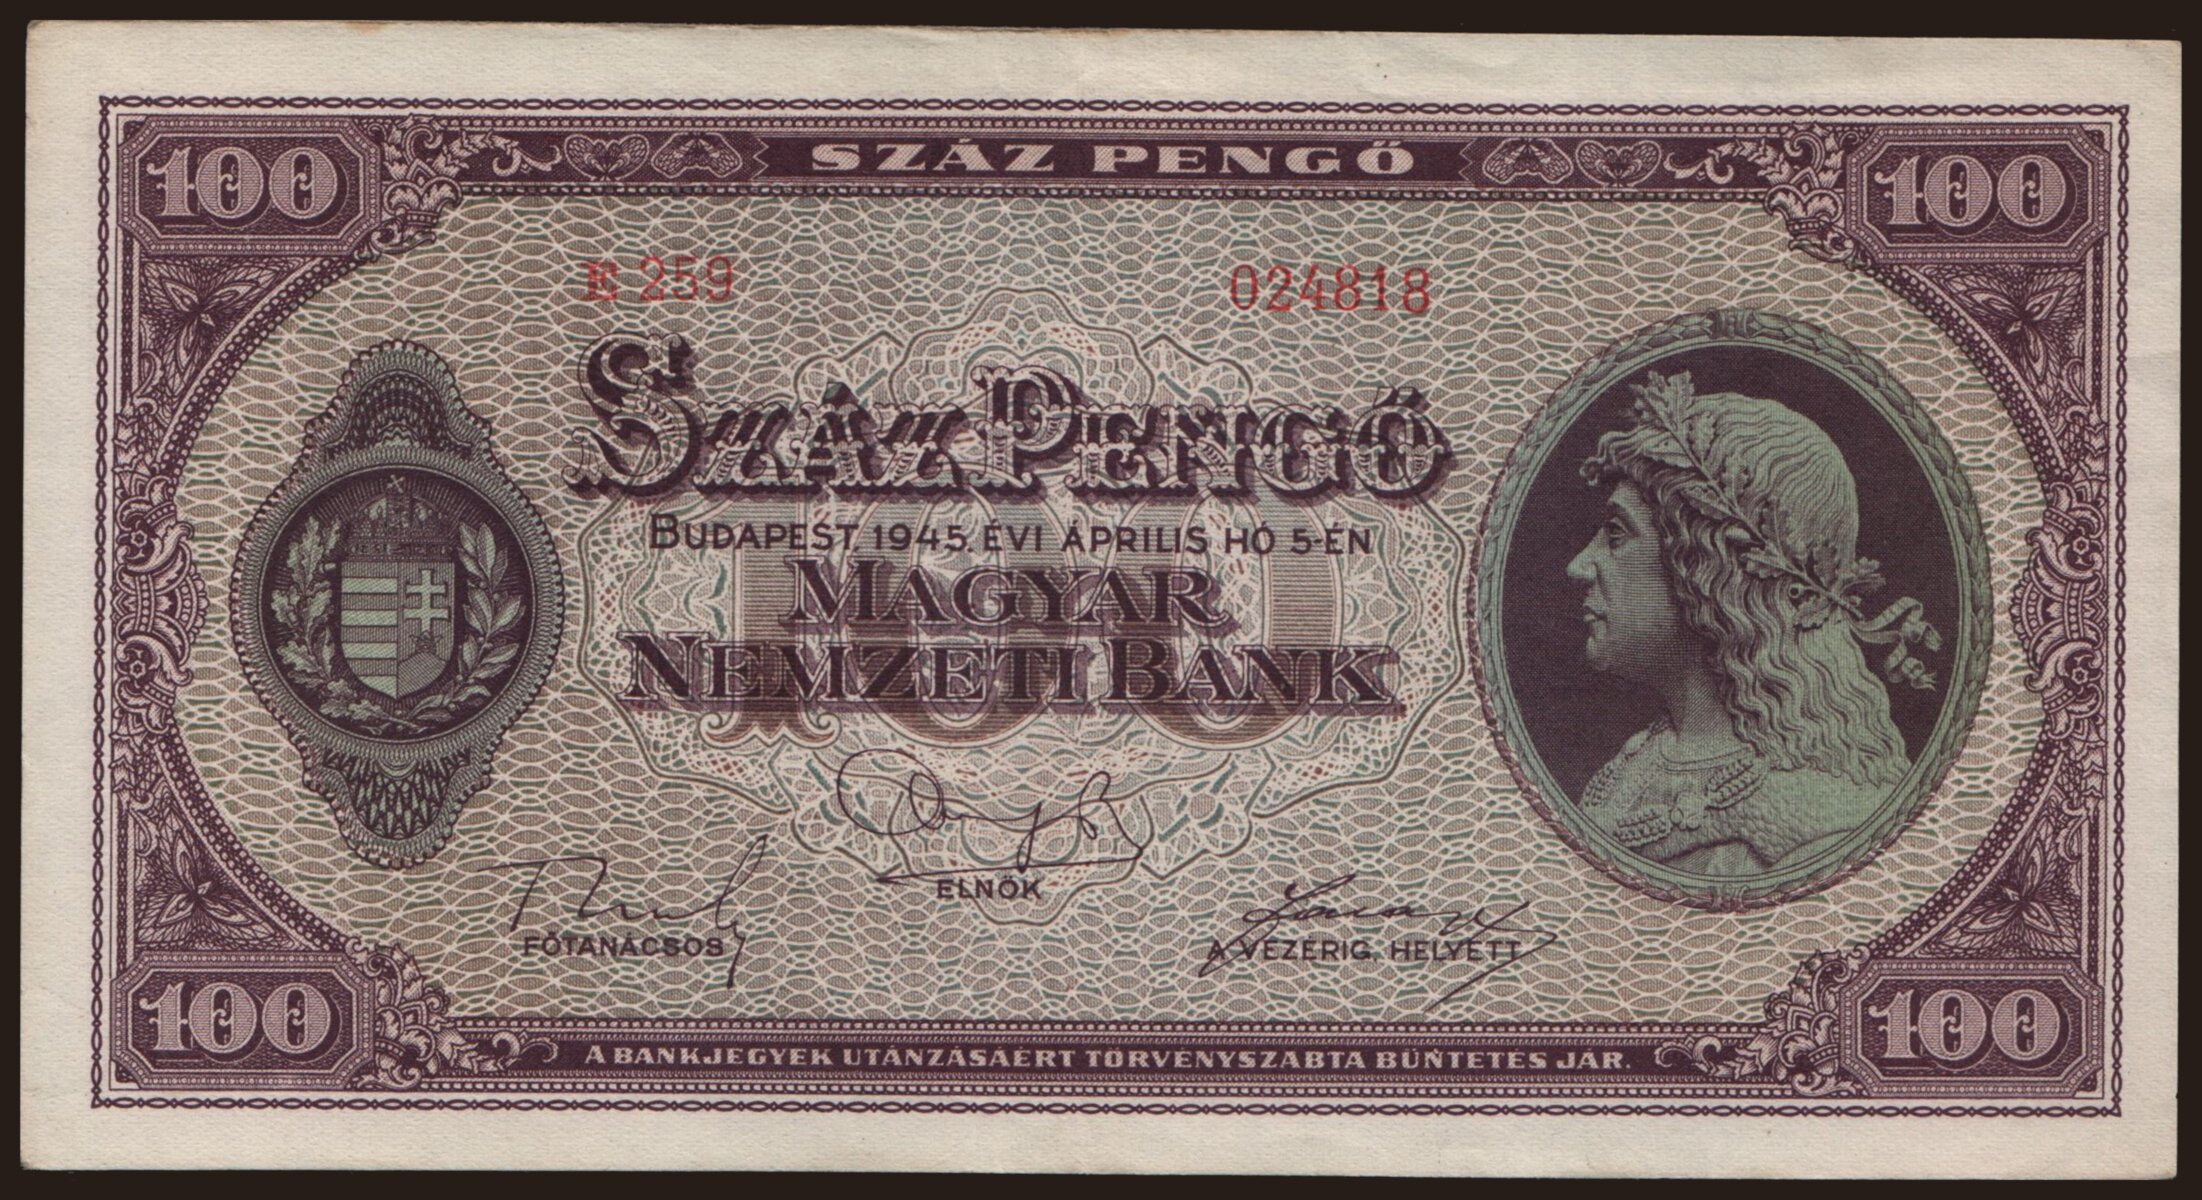 100 SZÁZ PENGŐ 100
E 259 024818
SZÁZ PENGŐ
BUDAPEST, 1945. ÉVI ÁPRILIS HÓ 5-ÉN
MAGYAR
NEMZETI BANK
100
ELNÖK
FŐTANÁCSOS
A VEZÉRIG. HELYETT
100 A BANKJEGYEK UTÁNZÁSÁÉRT TÖRVÉNYSZABTA BÜNTETÉS JÁR. 100